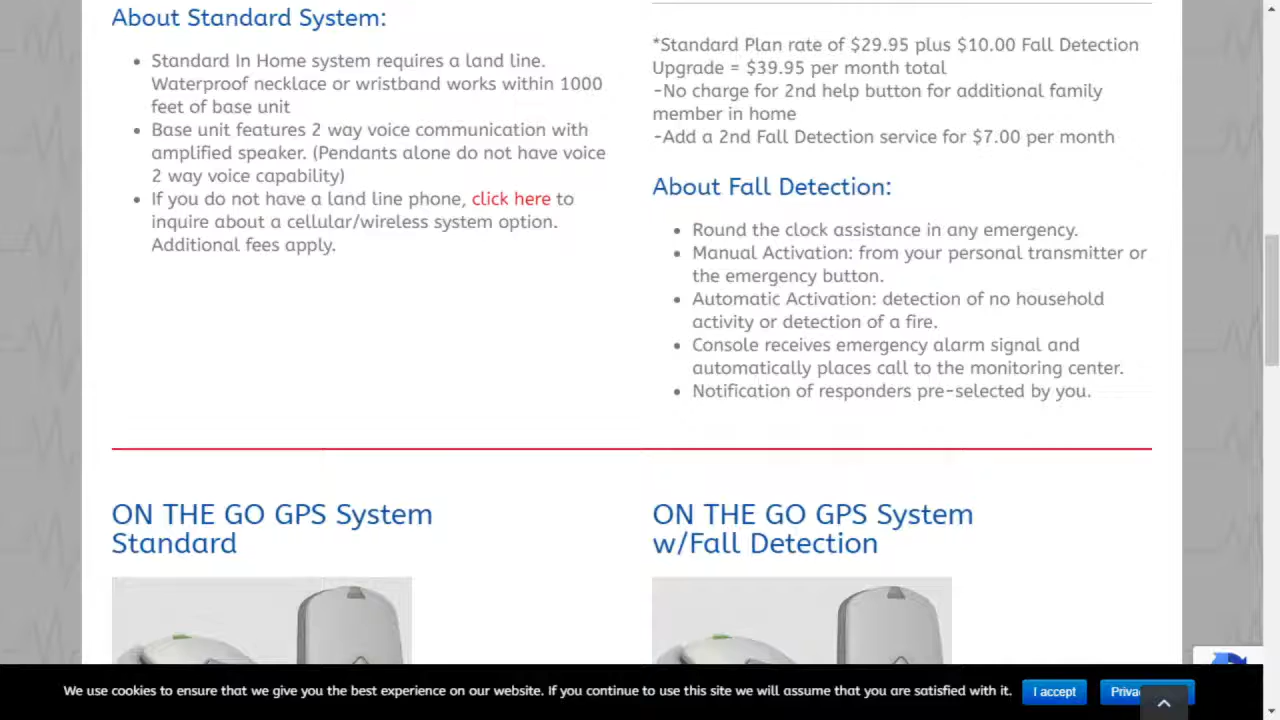 About Standard System:
Standard In Home system requires a land line.
Waterproof necklace or wristband works within 1000
feet of base unit
Base unit features 2 way voice communication with
amplified speaker. (Pendants alone do not have voice
2 way voice capability)
If you do not have a land line phone, click here to
inquire about a cellular/wireless system option.
Additional fees apply.
*Standard Plan rate of $29.95 plus $10.00 Fall Detection
Upgrade = $39.95 per month total
-No charge for 2nd help button for additional family
member in home
-Add a 2nd Fall Detection service for $7.00 per month
About Fall Detection:
Round the clock assistance in any emergency.
Manual Activation: from your personal transmitter or
the emergency button.
Automatic Activation: detection of no household
activity or detection of a fire.
Console receives emergency alarm signal and
automatically places call to the monitoring center.
Notification of responders pre-selected by you.
ON THE GO GPS System
Standard
ON THE GO GPS System
w/Fall Detection
We use cookies to ensure that we give you the best experience on our website. If you continue to use this site we will assume that you are satisfied with it.
I accept